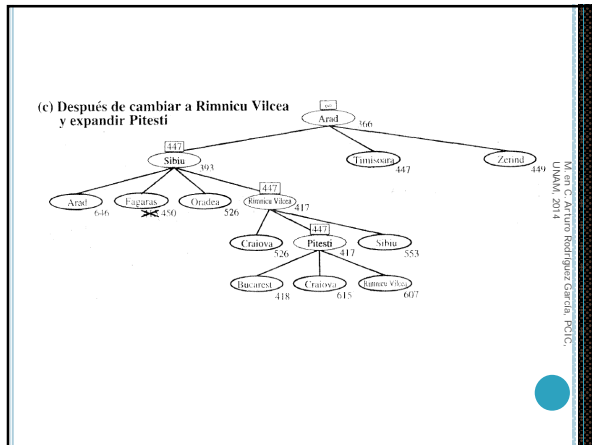 (c) Después de cambiar a Rimnicu Vilcea
y expandir Pitesti
∞
Arad
366
447
Sibiu
393
Timisoara
447
Zerind
449
Arad
646
Fagaras
450
Oradea
526
447
Rimnicu Vilcea
417
Craiova
526
447
Pitesti
417
Sibiu
553
Bucarest
418
Craiova
615
Rimnicu Vilcea
607
M. en C. Arturo Rodríguez García, PCIC,
UNAM, 2014